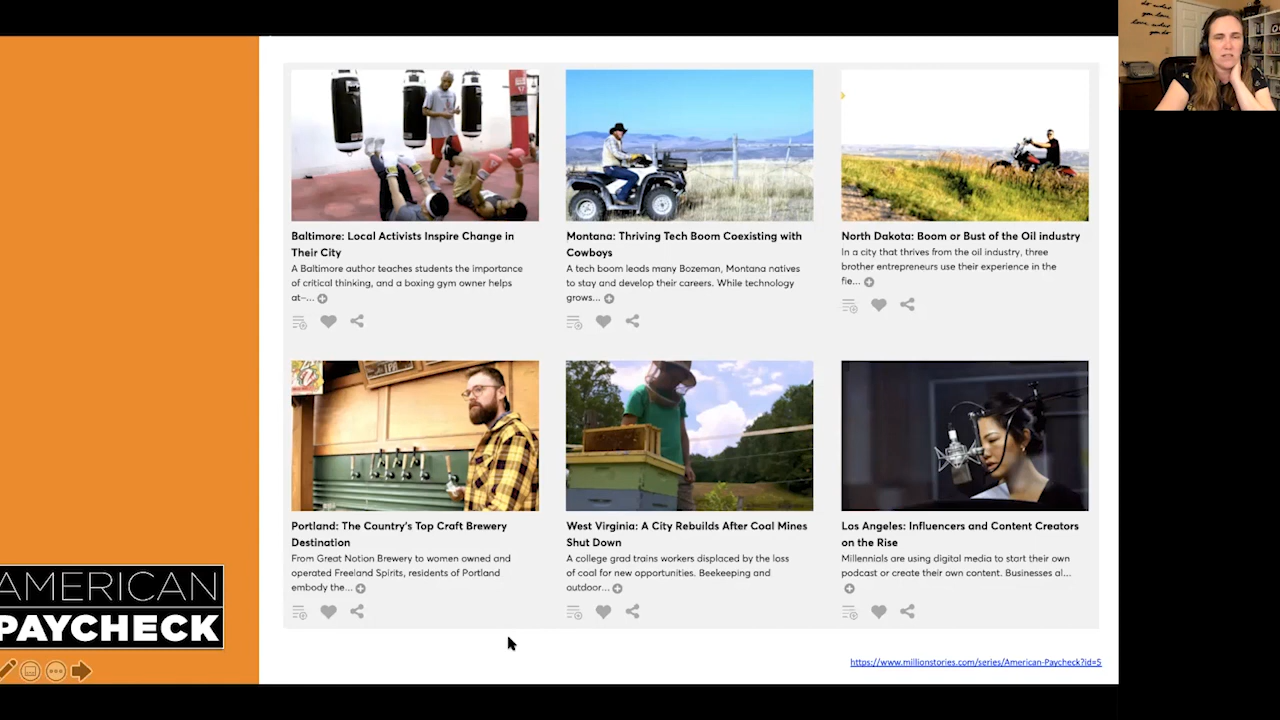 do what
you love
love what
you do
Baltimore: Local Activists Inspire Change in
Their City
A Baltimore author teaches students the importance
of critical thinking, and a boxing gym owner helps
at-...
Montana: Thriving Tech Boom Coexisting with
Cowboys
A tech boom leads many Bozeman, Montana natives
to stay and develop their careers. While technology
grows...
North Dakota: Boom or Bust of the Oil industry
In a city that thrives from the oil industry, three
brother entrepreneurs use their experience in the
fie...
Portland: The Country's Top Craft Brewery
Destination
From Great Notion Brewery to women owned and
operated Freeland Spirits, residents of Portland
embody the...
West Virginia: A City Rebuilds After Coal Mines
Shut Down
A college grad trains workers displaced by the loss
of coal for new opportunities. Beekeeping and
outdoor...
Los Angeles: Influencers and Content Creators
on the Rise
Millennials are using digital media to start their own
podcast or create their own content. Businesses al...
AMERICAN
PAYCHECK
https://www.millionstories.com/series/American-Paycheck?id=5